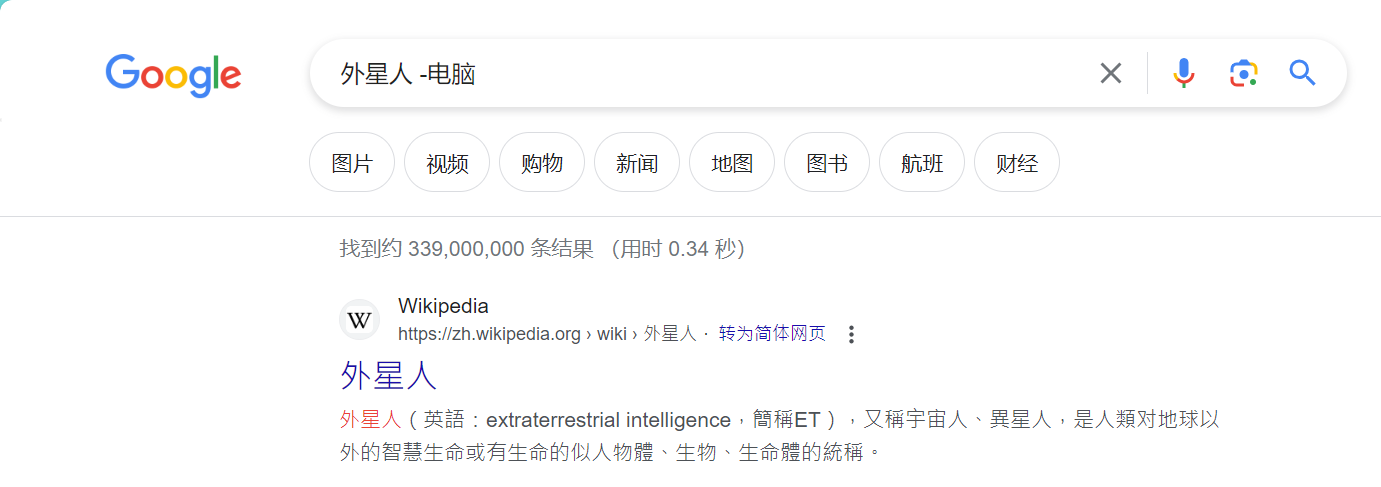 Google
外星人 -电脑
图片 视频 购物 新闻 地图 图书 航班 财经
找到约 339,000,000 条结果 （用时 0.34 秒）
W
Wikipedia
https://zh.wikipedia.org › wiki › 外星人 · 转为简体网页
外星人
外星人（英語：extraterrestrial intelligence，簡稱ET），又稱宇宙人、異星人，是人類对地球以
外的智慧生命或有生命的似人物體、生物、生命體的統稱。